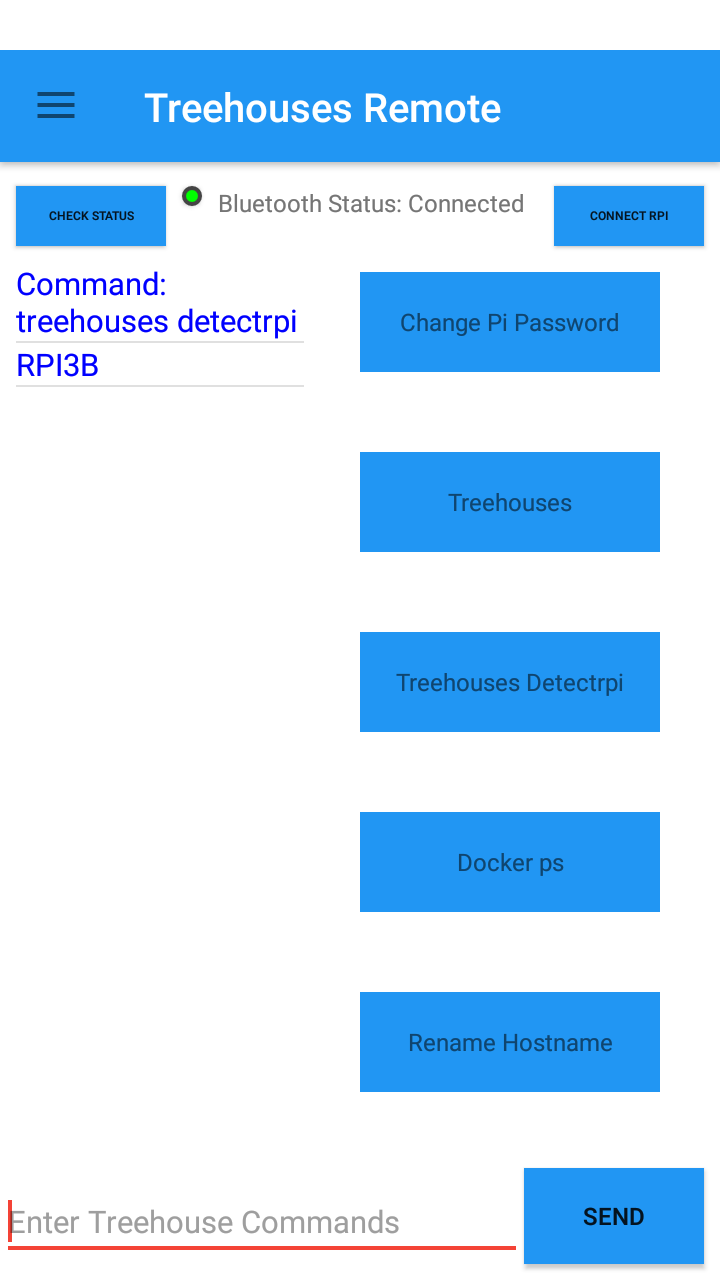 Treehouses Remote
CHECK STATUS
Bluetooth Status: Connected
CONNECT RPI
Command:
treehouses detectrpi
RPI3B
Change Pi Password
Treehouses
Treehouses Detectrpi
Docker ps
Rename Hostname
Enter Treehouse Commands
SEND